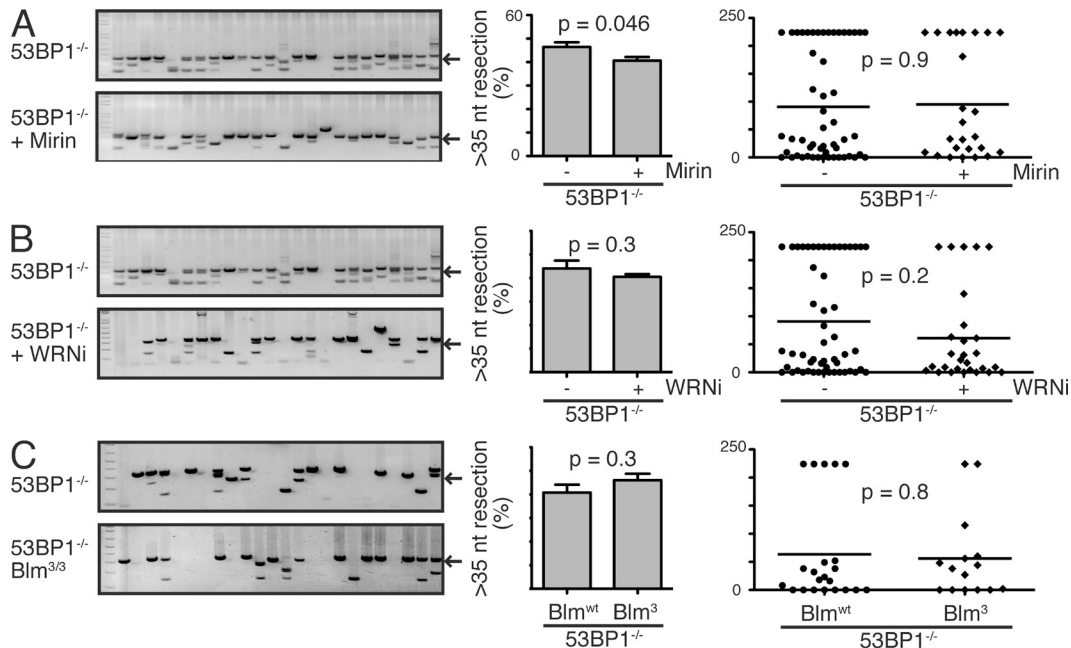 A
53BP1-/-
53BP1-/-
+ Mirin
>35 nt resection
(%)
60
0
p = 0.046
- + Mirin
53BP1-/-
250
0
p = 0.9
- + Mirin
53BP1-/-
B
53BP1-/-
53BP1-/-
+ WRNi
>35 nt resection
(%)
p = 0.3
- + WRNi
53BP1-/-
250
0
p = 0.2
- + WRNi
53BP1-/-
C
53BP1-/-
53BP1-/-
Blm3/3
>35 nt resection
(%)
p = 0.3
Blmwt Blm3
53BP1-/-
250
0
p = 0.8
Blmwt Blm3
53BP1-/-